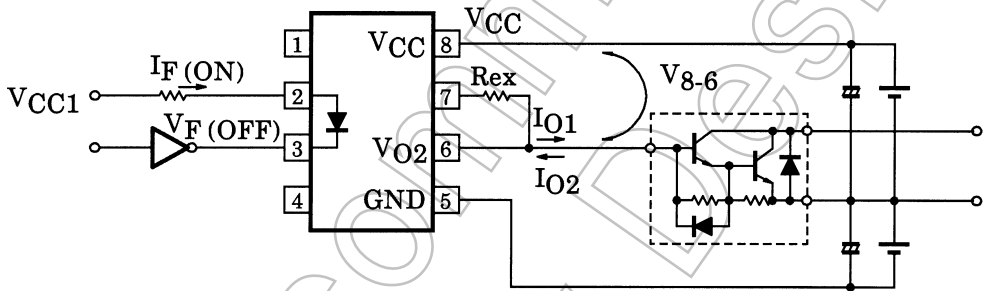 VCC
1
VCC
8
IF (ON)
Rex
V8-6
VCC1
2
7
IO1
VF (OFF)
3
VO2
6
IO2
4
GND
5